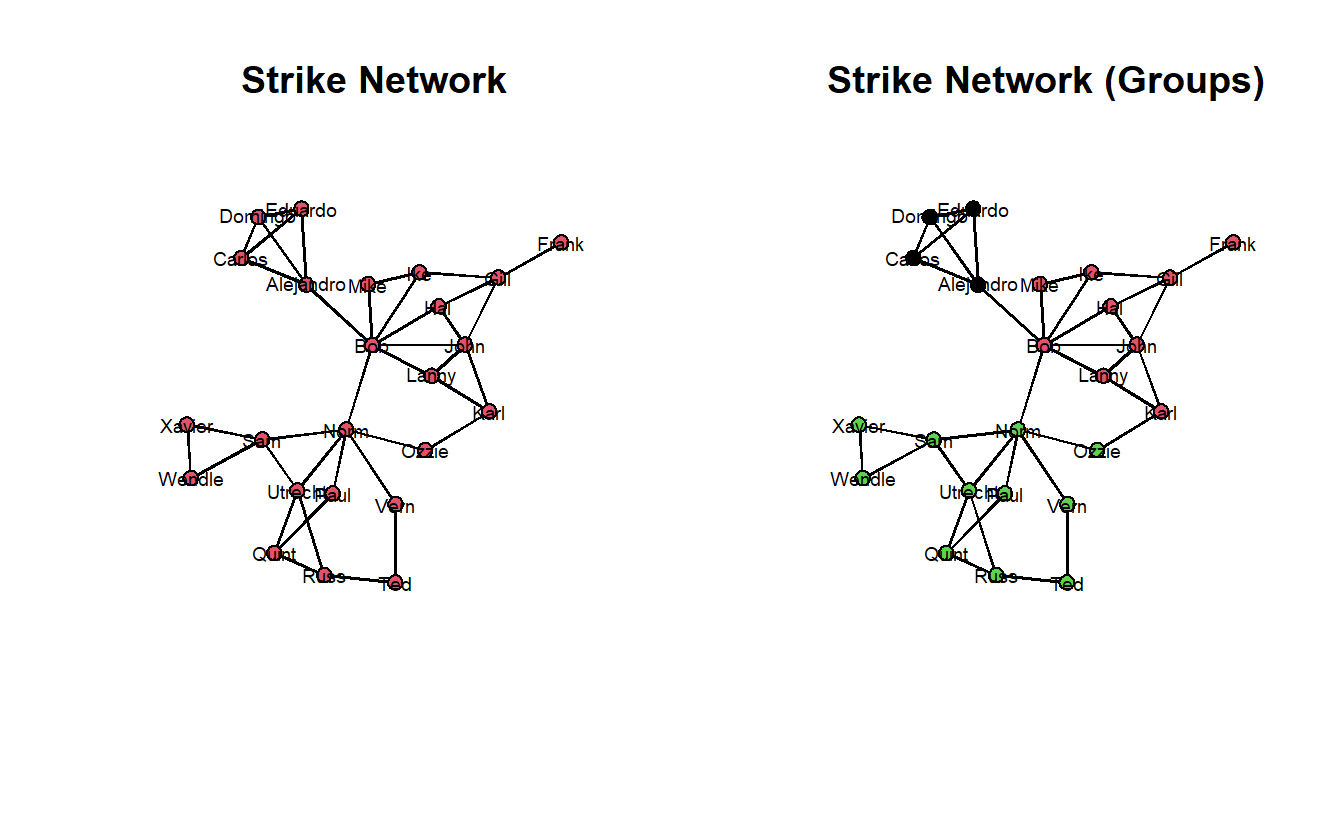 Strike Network
Domingo
Eduardo
Frank
Carlos
Alejandro
Mike
Ike
Gill
Hal
Bob
John
Lanny
Karl
Xavier
Sam
Norm
Ozzie
Wendle
Utrecht
Paul
Vern
Quint
Russ
Ted
Strike Network (Groups)
Domingo
Eduardo
Frank
Carlos
Alejandro
Mike
Ike
Gill
Hal
Bob
John
Lanny
Karl
Xavier
Sam
Norm
Ozzie
Wendle
Utrecht
Paul
Vern
Quint
Russ
Ted